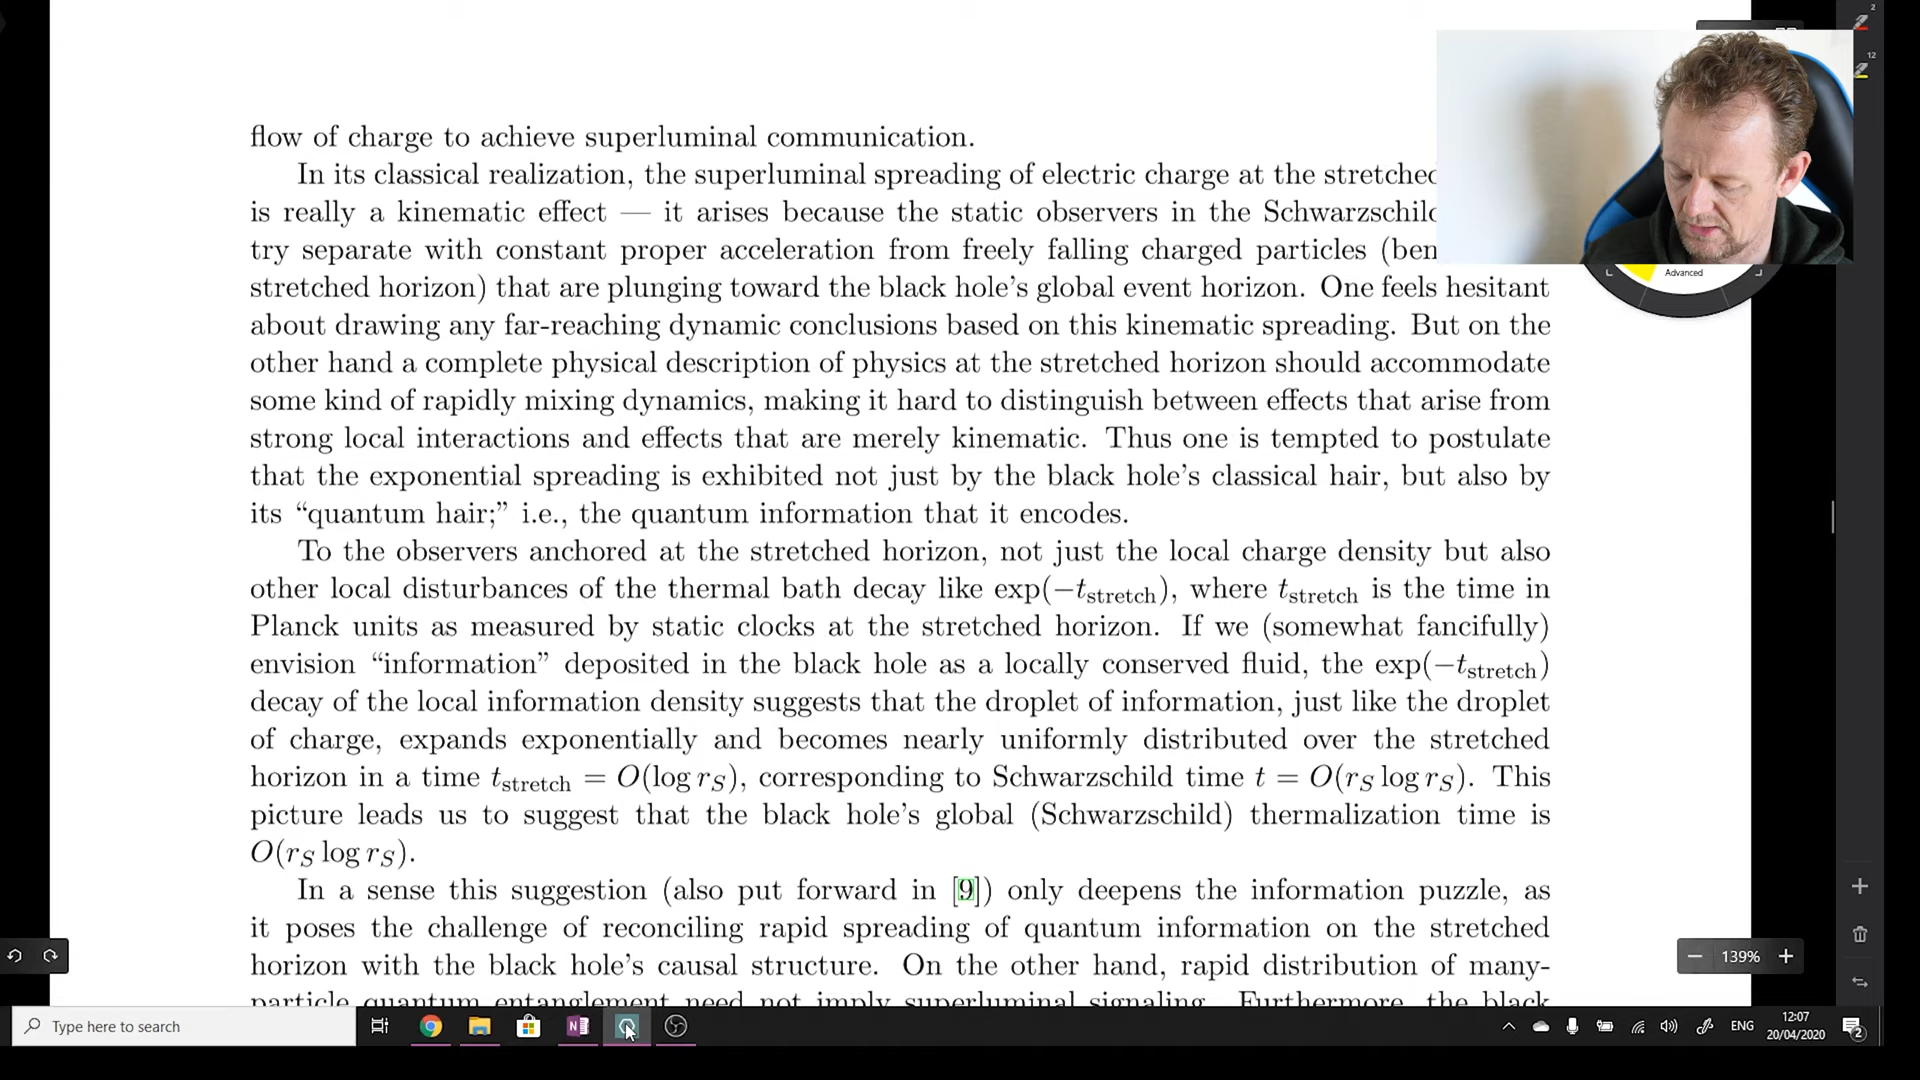 flow of charge to achieve superluminal communication.
In its classical realization, the superluminal spreading of electric charge at the stretched
is really a kinematic effect — it arises because the static observers in the Schwarzschild
try separate with constant proper acceleration from freely falling charged particles (ben
stretched horizon) that are plunging toward the black hole's global event horizon. One feels hesitant
about drawing any far-reaching dynamic conclusions based on this kinematic spreading. But on the
other hand a complete physical description of physics at the stretched horizon should accommodate
some kind of rapidly mixing dynamics, making it hard to distinguish between effects that arise from
strong local interactions and effects that are merely kinematic. Thus one is tempted to postulate
that the exponential spreading is exhibited not just by the black hole's classical hair, but also by
its “quantum hair;” i.e., the quantum information that it encodes.
To the observers anchored at the stretched horizon, not just the local charge density but also
other local disturbances of the thermal bath decay like exp(−t_stretch), where t_stretch is the time in
Planck units as measured by static clocks at the stretched horizon. If we (somewhat fancifully)
envision “information” deposited in the black hole as a locally conserved fluid, the exp(−t_stretch)
decay of the local information density suggests that the droplet of information, just like the droplet
of charge, expands exponentially and becomes nearly uniformly distributed over the stretched
horizon in a time t_stretch = O(log r_S), corresponding to Schwarzschild time t = O(r_S log r_S). This
picture leads us to suggest that the black hole's global (Schwarzschild) thermalization time is
O(r_S log r_S).
In a sense this suggestion (also put forward in [9]) only deepens the information puzzle, as
it poses the challenge of reconciling rapid spreading of quantum information on the stretched
horizon with the black hole's causal structure. On the other hand, rapid distribution of many-
particle quantum entanglement need not imply superluminal signaling. Furthermore, the black
Advanced
2
12
139%
Type here to search
ENG
12:07
20/04/2020
2